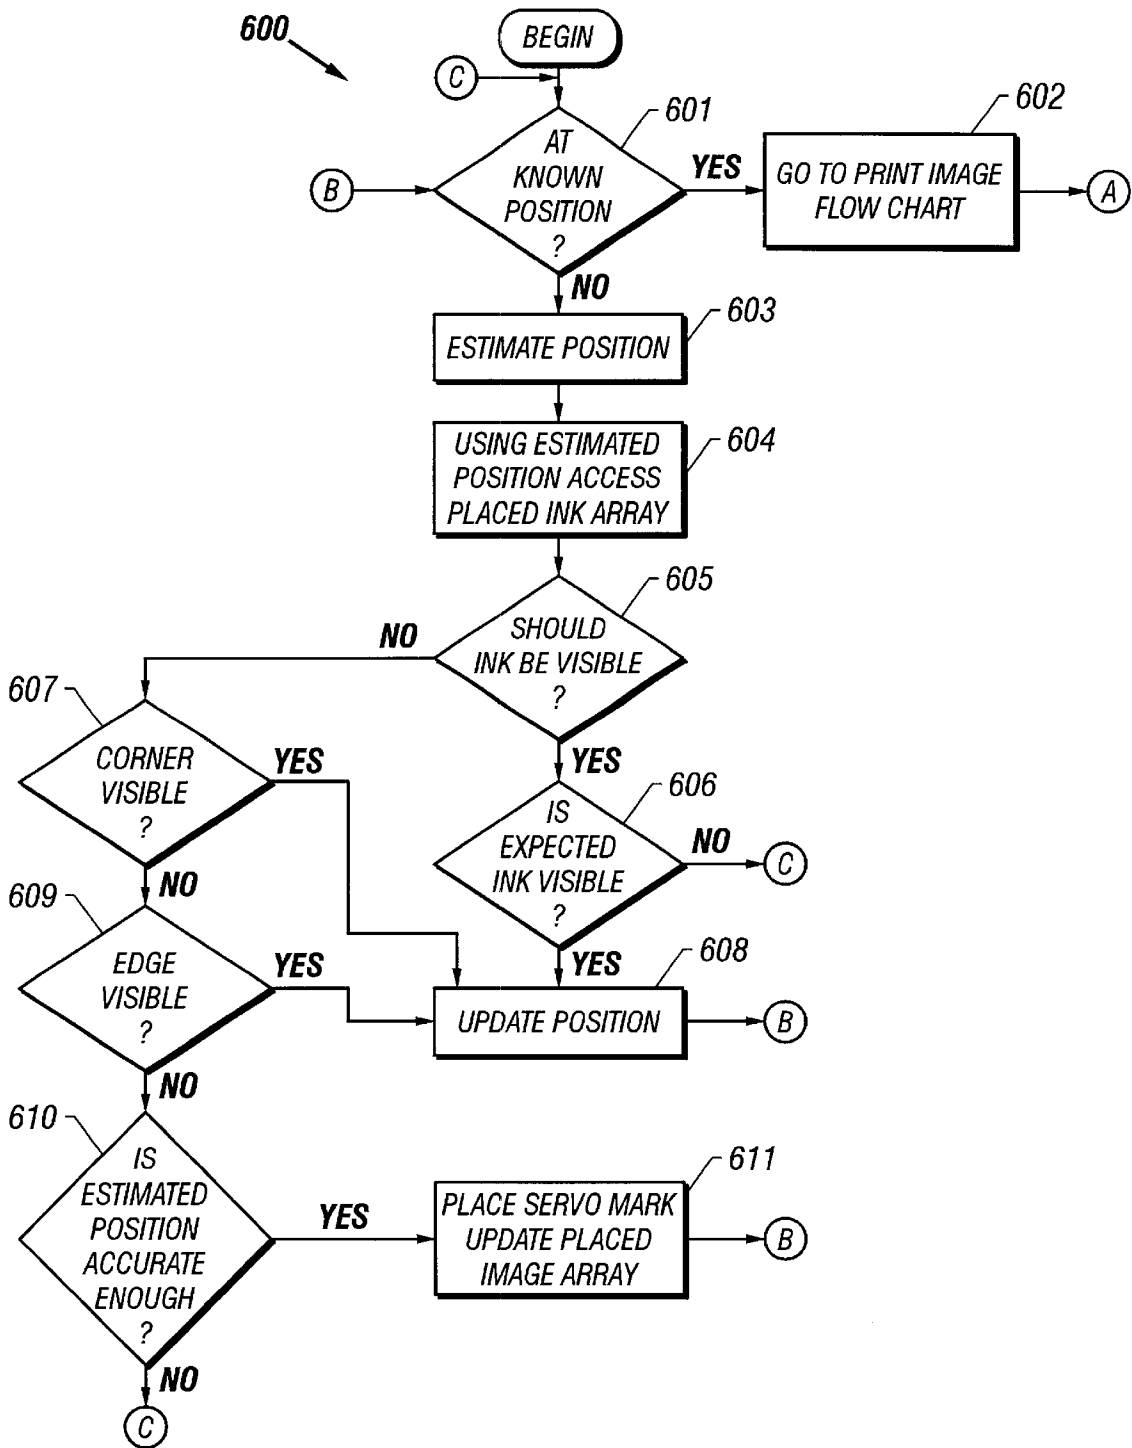 600
BEGIN
C
601
602
AT
KNOWN
POSITION
?
B
YES
GO TO PRINT IMAGE
FLOW CHART
A
NO
603
ESTIMATE POSITION
604
USING ESTIMATED
POSITION ACCESS
PLACED INK ARRAY
605
SHOULD
INK BE VISIBLE
?
NO
YES
607
CORNER
VISIBLE
?
YES
NO
606
IS
EXPECTED
INK VISIBLE
?
NO
C
YES
609
EDGE
VISIBLE
?
YES
NO
608
UPDATE POSITION
B
610
IS
ESTIMATED
POSITION
ACCURATE
ENOUGH
?
YES
611
PLACE SERVO MARK
UPDATE PLACED
IMAGE ARRAY
B
NO
C